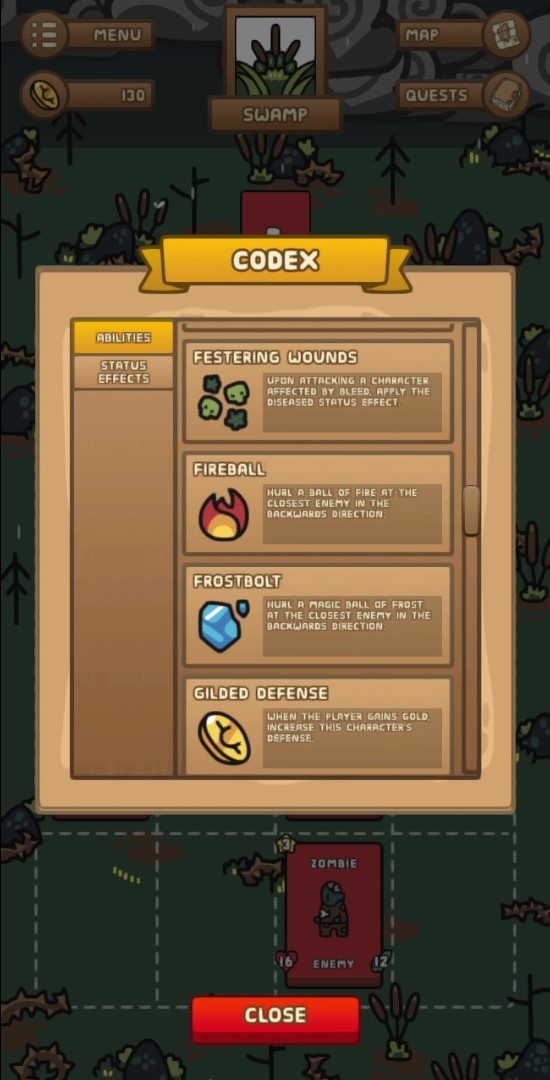 MENU
MAP
130
QUESTS
SWAMP
CODEX
ABILITIES
STATUS
EFFECTS
FESTERING WOUNDS
UPON ATTACKING A CHARACTER
AFFECTED BY BLEED, APPLY THE
DISEASED STATUS EFFECT.
FIREBALL
HURL A BALL OF FIRE AT THE
CLOSEST ENEMY IN THE
BACKWARDS DIRECTION.
FROSTBOLT
HURL A MAGIC BALL OF FROST
AT THE CLOSEST ENEMY IN THE
BACKWARDS DIRECTION.
GILDED DEFENSE
WHEN THE PLAYER GAINS GOLD,
INCREASE THIS CHARACTER'S
DEFENSE.
3
ZOMBIE
16
ENEMY
12
CLOSE